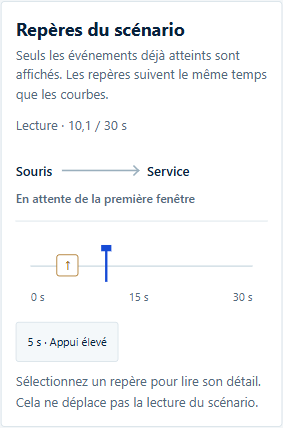 Repères du scénario
Seuls les événements déjà atteints sont
affichés. Les repères suivent le même temps
que les courbes.
Lecture · 10,1 / 30 s
Souris → Service
En attente de la première fenêtre
↑
0 s 15 s 30 s
5 s · Appui élevé
Sélectionnez un repère pour lire son détail.
Cela ne déplace pas la lecture du scénario.